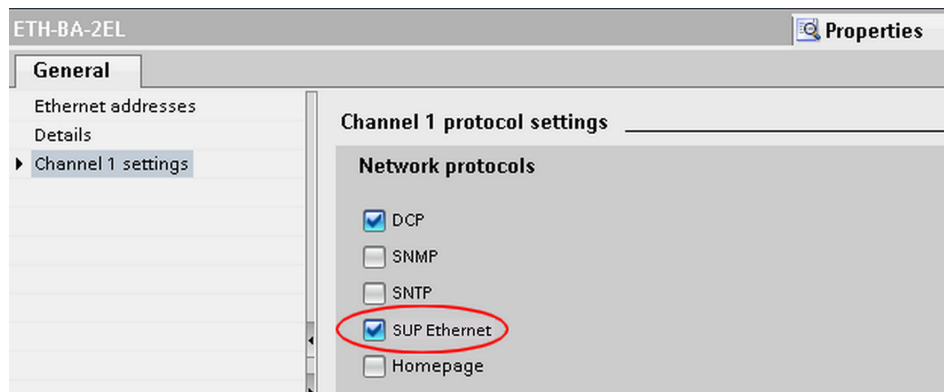 ETH-BA-2EL
Properties
General
Ethernet addresses
Details
Channel 1 settings
Channel 1 protocol settings
Network protocols
DCP
SNMP
SNTP
SUP Ethernet
Homepage